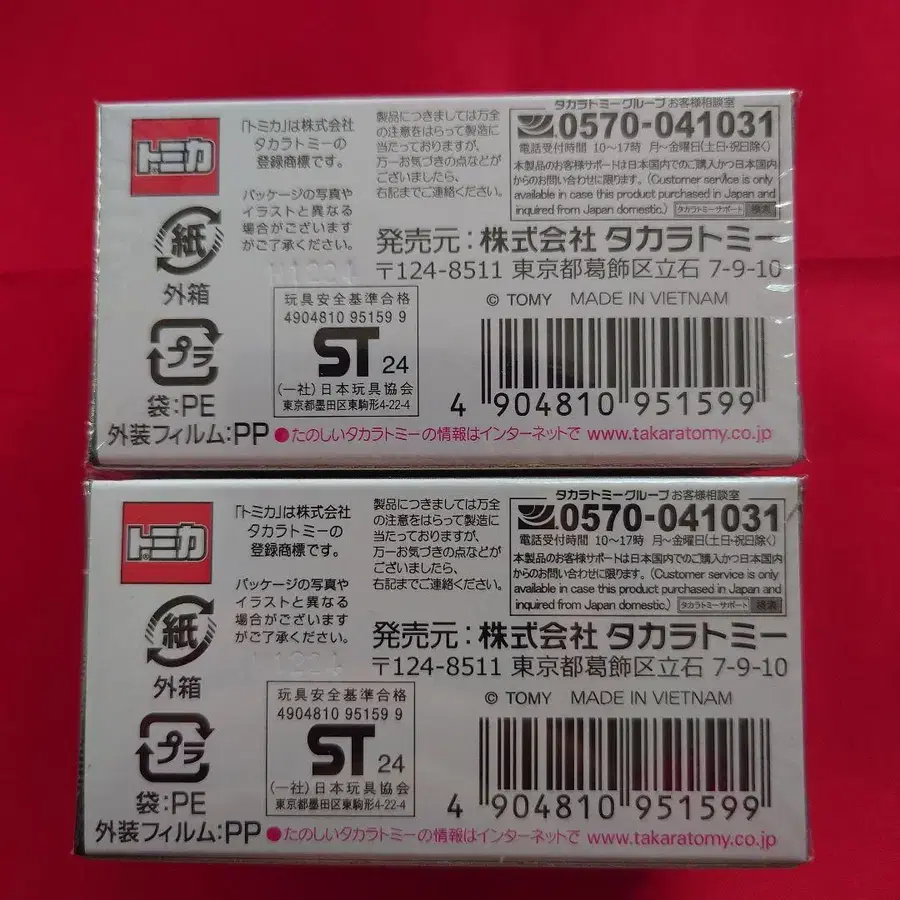 トミカ
「トミカ」は株式会社
タカラトミーの
登録商標です。
パッケージの写真や
イラストと異なる
場合がございますが
ご了承ください。
製品につきましては万全
の注意をはらって製造に
当たっておりますが、
万一お気づきの点などが
ございましたら、
右記までご連絡ください。
タカラトミーグループ お客様相談室
0570-041031
電話受付時間 10〜17時 月〜金曜日(土日・祝日除く)
本製品のお客様サポートは日本国内でのご購入かつ日本国内
からのお問い合わせに限ります。(Customer service is only
available in case this product purchased in Japan and
inquired from Japan domestic.) タカラトミーサポート 検索
発売元:株式会社 タカラトミー
〒124-8511 東京都葛飾区立石 7-9-10
© TOMY MADE IN VIETNAM
紙
外箱
プラ
袋:PE
外装フィルム:PP
玩具安全基準合格
4904810 95159 9
ST 24
(一社)日本玩具協会
東京都墨田区東駒形4-22-4
4 904810 951599
●たのしいタカラトミーの情報はインターネットで www.takaratomy.co.jp
トミカ
「トミカ」は株式会社
タカラトミーの
登録商標です。
パッケージの写真や
イラストと異なる
場合がございますが
ご了承ください。
製品につきましては万全
の注意をはらって製造に
当たっておりますが、
万一お気づきの点などが
ございましたら、
右記までご連絡ください。
タカラトミーグループ お客様相談室
0570-041031
電話受付時間 10〜17時 月〜金曜日(土日・祝日除く)
本製品のお客様サポートは日本国内でのご購入かつ日本国内
からのお問い合わせに限ります。(Customer service is only
available in case this product purchased in Japan and
inquired from Japan domestic.) タカラトミーサポート 検索
発売元:株式会社 タカラトミー
〒124-8511 東京都葛飾区立石 7-9-10
© TOMY MADE IN VIETNAM
紙
外箱
プラ
袋:PE
外装フィルム:PP
玩具安全基準合格
4904810 95159 9
ST 24
(一社)日本玩具協会
東京都墨田区東駒形4-22-4
4 904810 951599
●たのしいタカラトミーの情報はインターネットで www.takaratomy.co.jp